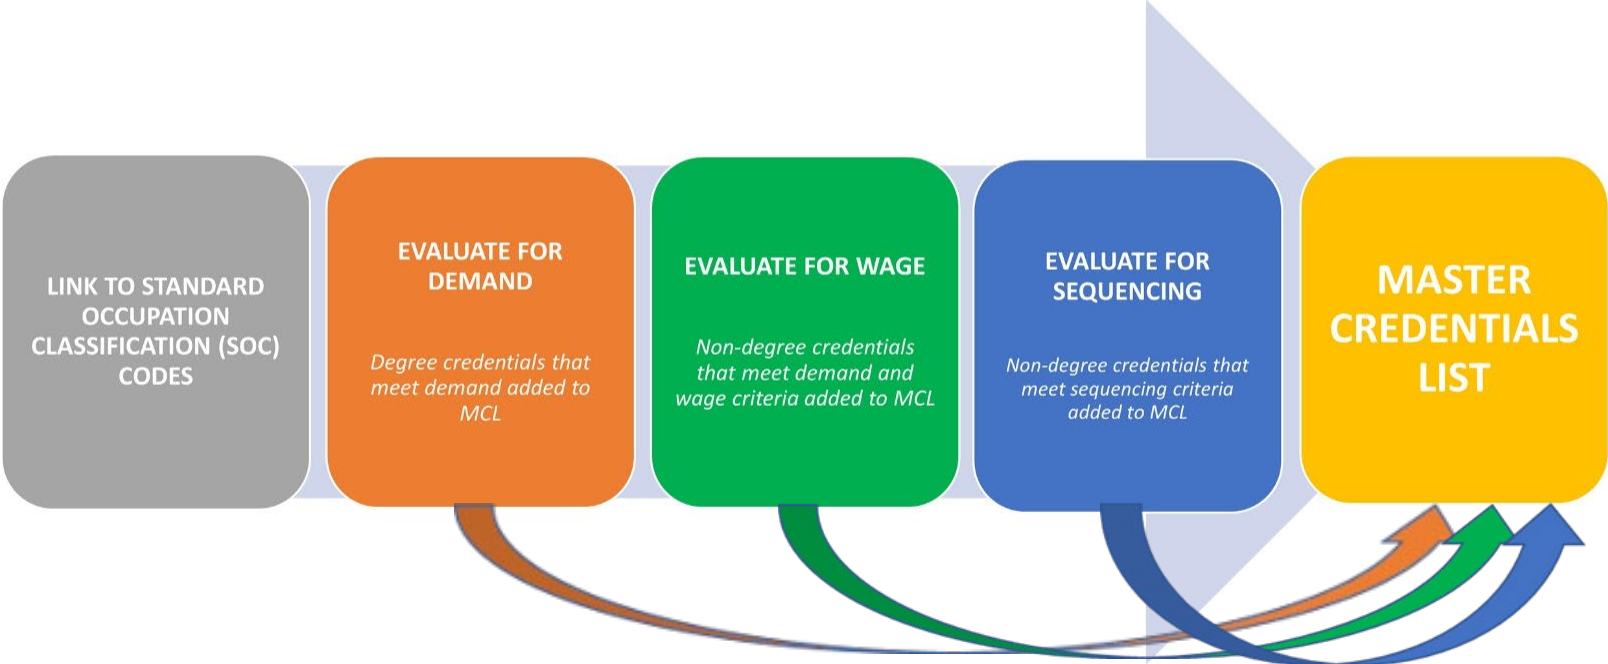 LINK TO STANDARD
OCCUPATION
CLASSIFICATION (SOC)
CODES
EVALUATE FOR
DEMAND
Degree credentials that
meet demand added to
MCL
EVALUATE FOR WAGE
Non-degree credentials
that meet demand and
wage criteria added to MCL
EVALUATE FOR
SEQUENCING
Non-degree credentials that
meet sequencing criteria
added to MCL
MASTER
CREDENTIALS
LIST